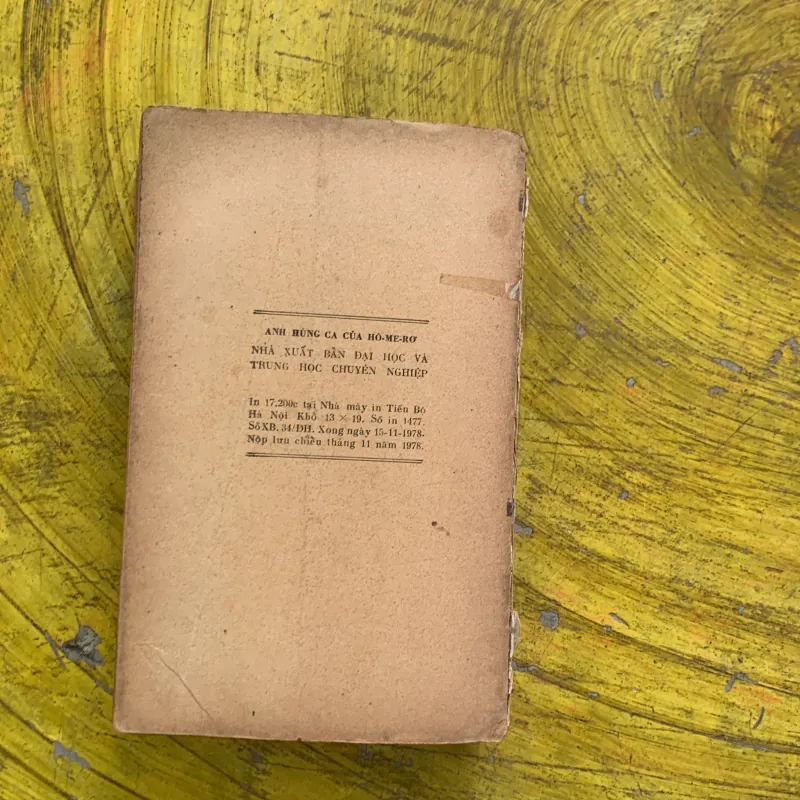 ANH HÙNG CA CỦA HÔ-ME-RƠ
NHÀ XUẤT BẢN ĐẠI HỌC VÀ
TRUNG HỌC CHUYÊN NGHIỆP
In 17.200c tại Nhà máy in Tiến Bộ
Hà Nội Khổ 13 × 19. Số in 1477.
Số XB. 34/ĐH. Xong ngày 15-11-1978.
Nộp lưu chiểu tháng 11 năm 1978.